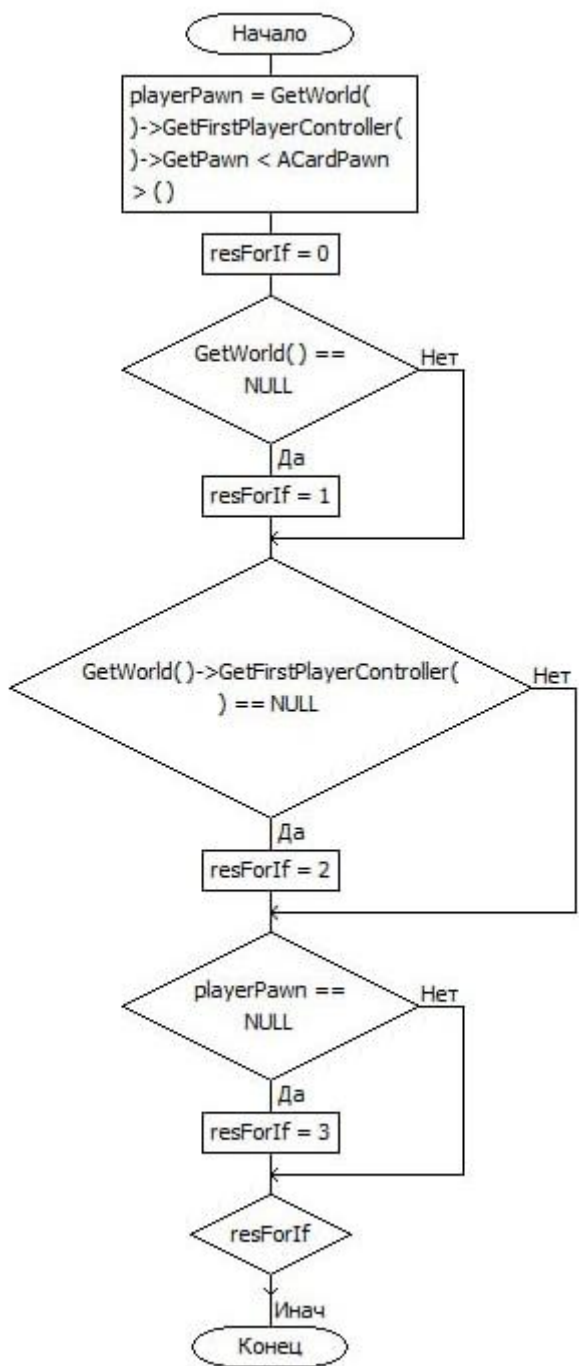 Начало
playerPawn = GetWorld(
)->GetFirstPlayerController(
)->GetPawn < ACardPawn
> ()
resForIf = 0
GetWorld() ==
NULL
Нет
Да
resForIf = 1
GetWorld()->GetFirstPlayerController(
) == NULL
Нет
Да
resForIf = 2
playerPawn ==
NULL
Нет
Да
resForIf = 3
resForIf
Инач
Конец